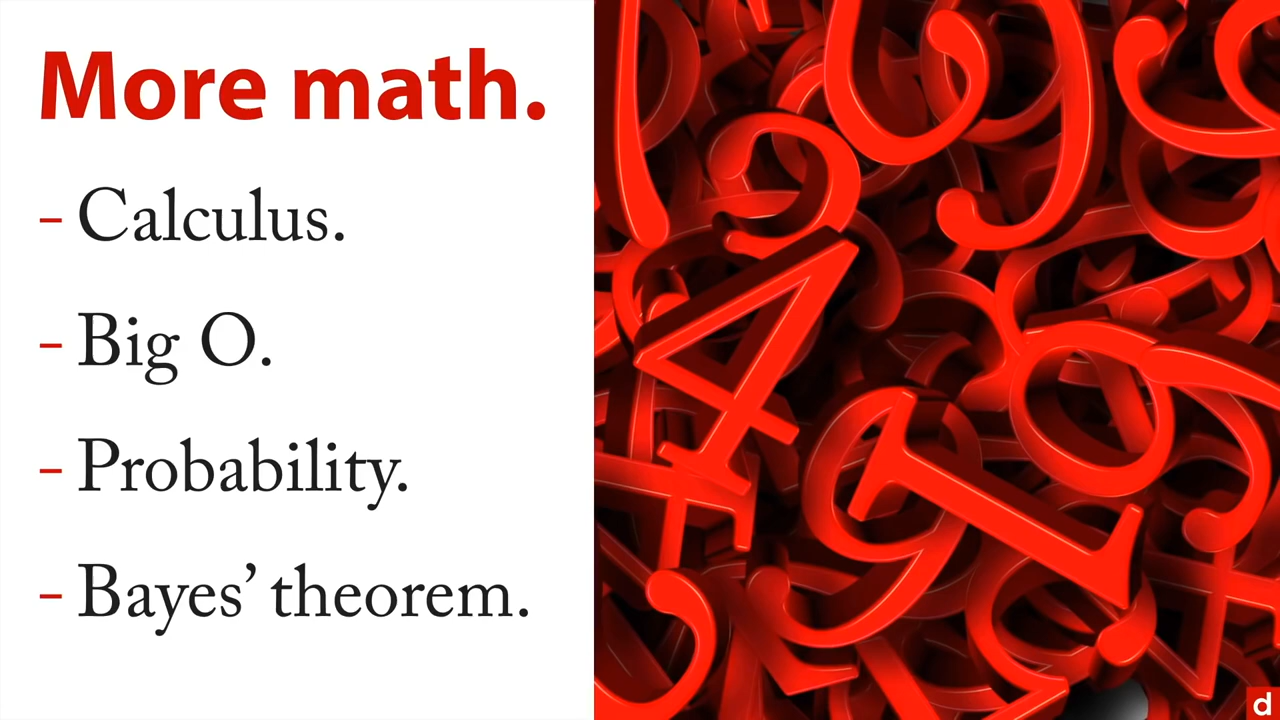 More math.
- Calculus.
- Big O.
- Probability.
- Bayes’ theorem.
d